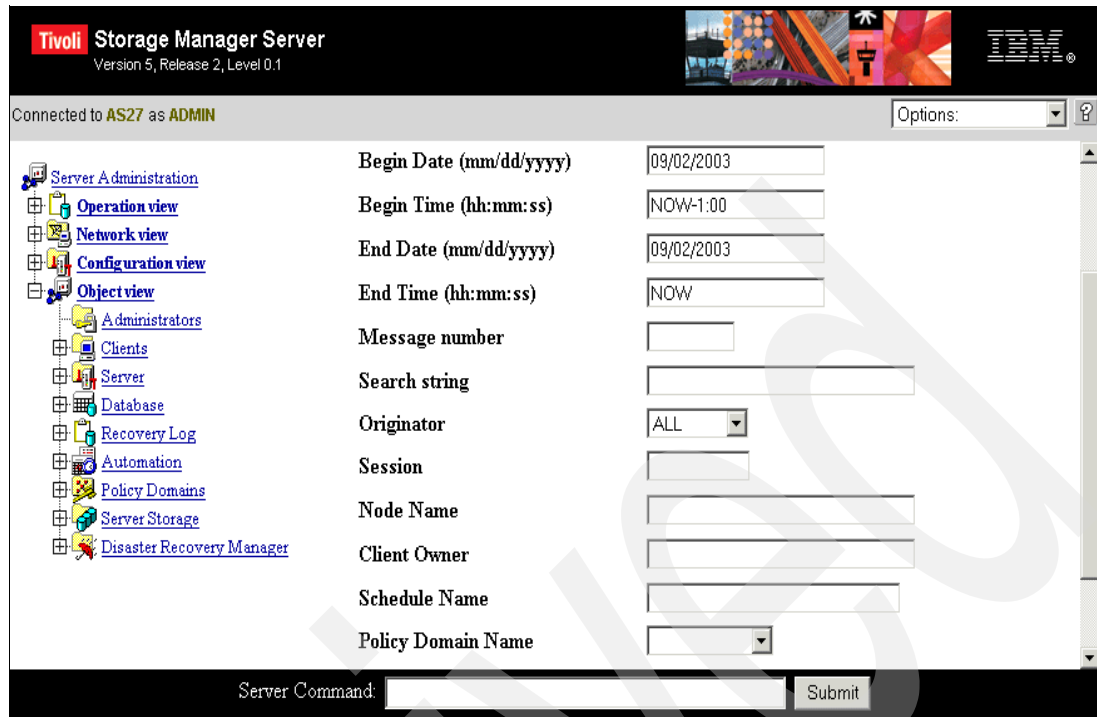 Tivoli Storage Manager Server
Version 5, Release 2, Level 0.1
IBM®
Connected to AS27 as ADMIN
Options:
?
Server Administration
Operation view
Network view
Configuration view
Object view
Administrators
Clients
Server
Database
Recovery Log
Automation
Policy Domains
Server Storage
Disaster Recovery Manager
Begin Date (mm/dd/yyyy) 09/02/2003
Begin Time (hh:mm:ss) NOW-1:00
End Date (mm/dd/yyyy) 09/02/2003
End Time (hh:mm:ss) NOW
Message number
Search string
Originator ALL
Session
Node Name
Client Owner
Schedule Name
Policy Domain Name
Server Command: Submit